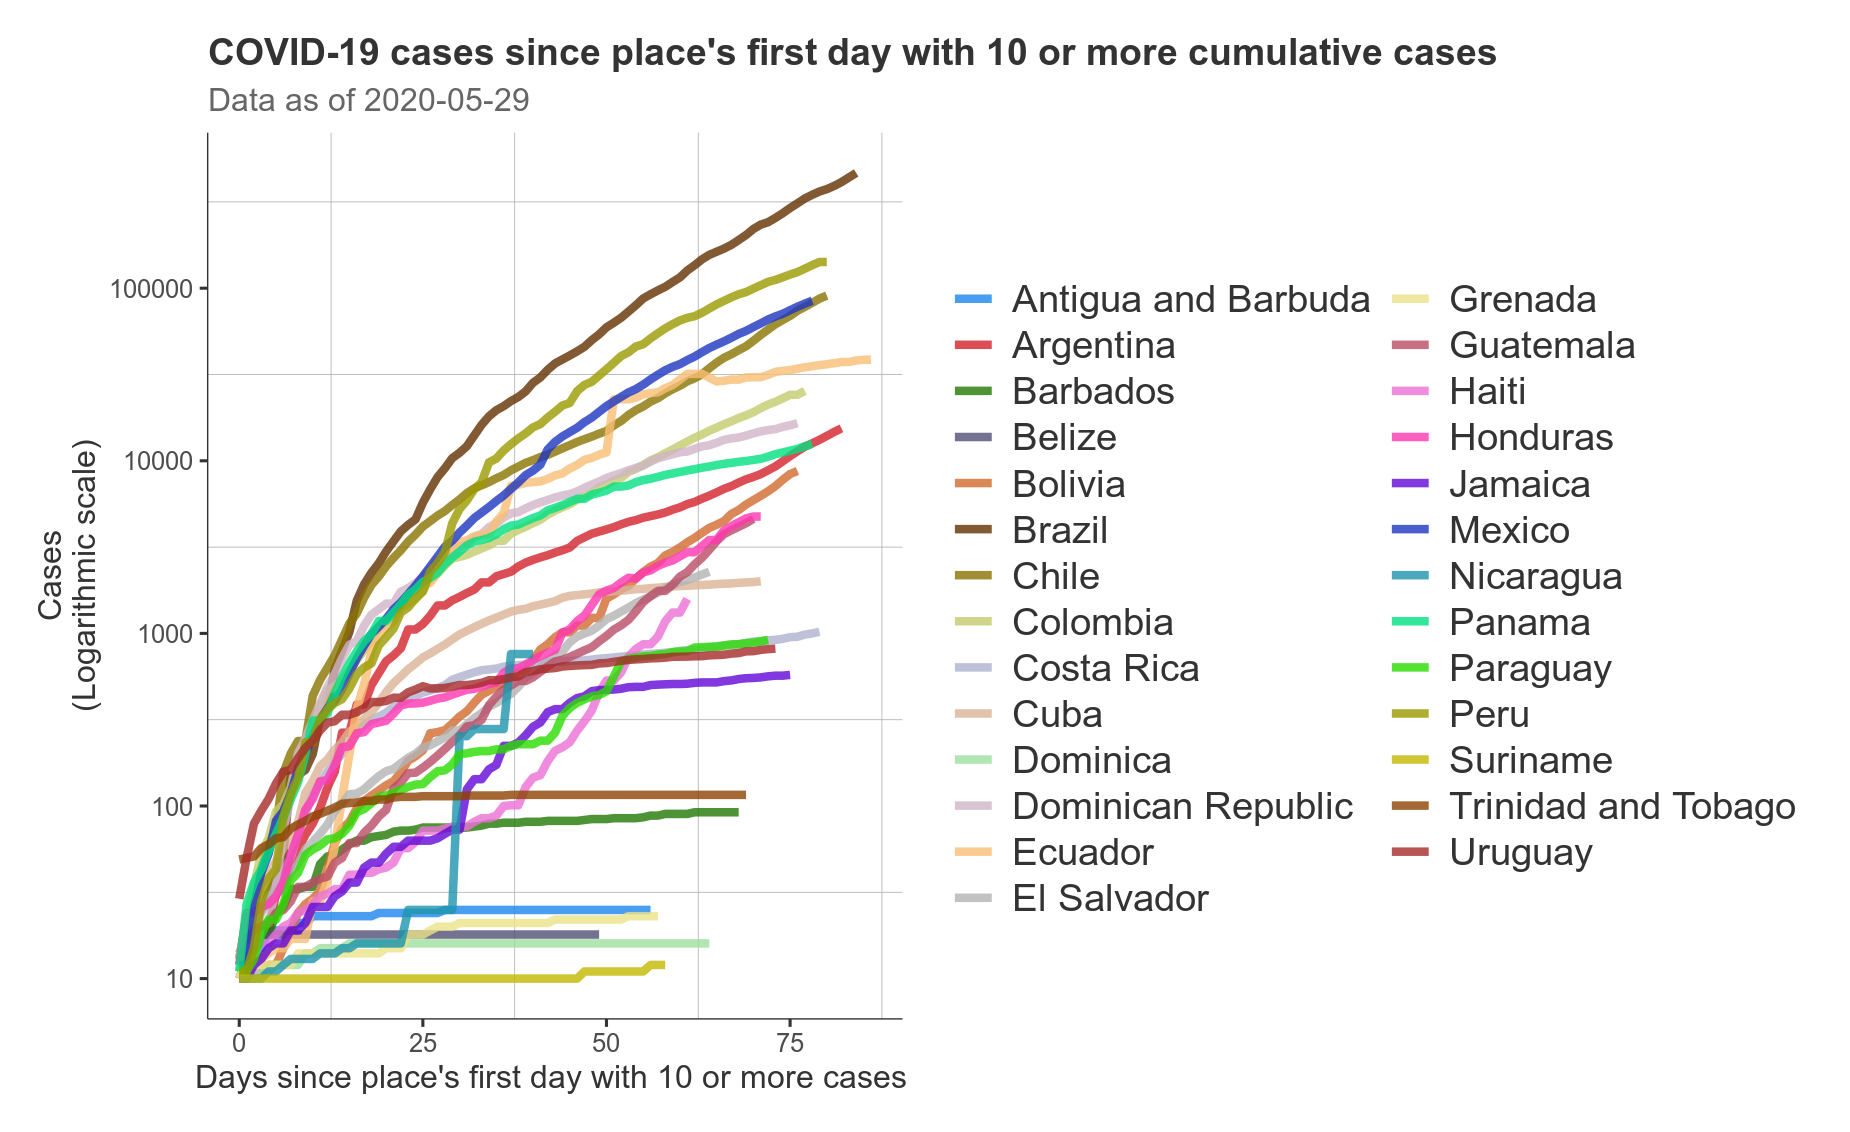 COVID-19 cases since place's first day with 10 or more cumulative cases
Data as of 2020-05-29
Cases
(Logarithmic scale)
100000
10000
1000
100
10
0 25 50 75
Days since place's first day with 10 or more cases
Antigua and Barbuda
Argentina
Barbados
Belize
Bolivia
Brazil
Chile
Colombia
Costa Rica
Cuba
Dominica
Dominican Republic
Ecuador
El Salvador
Grenada
Guatemala
Haiti
Honduras
Jamaica
Mexico
Nicaragua
Panama
Paraguay
Peru
Suriname
Trinidad and Tobago
Uruguay